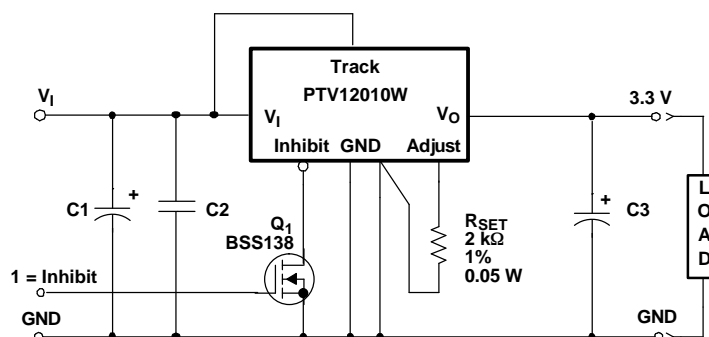 Track
PTV12010W
VI
VI
VO
3.3 V
Inhibit GND Adjust
C1
+
C2
Q1
BSS138
RSET
2 kΩ
1%
0.05 W
+
C3
LOAD
1 = Inhibit
GND
GND